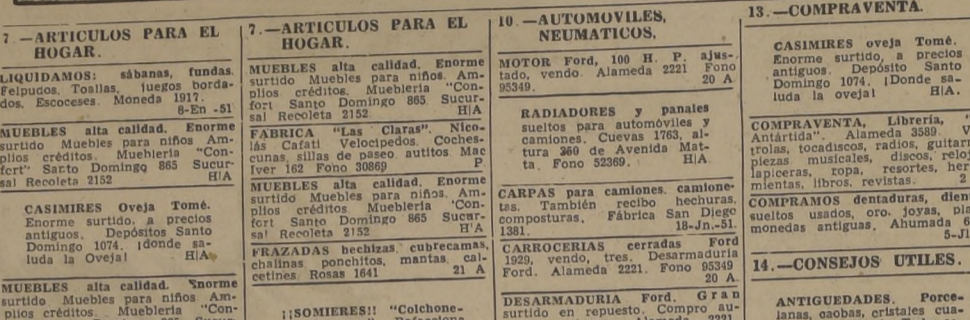 7.—ARTICULOS PARA EL
HOGAR.
LIQUIDAMOS: sábanas, fundas.
Felpudos. Toallas, juegos borda-
dos, Escoceses. Moneda 1917.
8-En -51
MUEBLES alta calidad. Enorme
surtido Muebles para niños Am-
plios créditos. Mueblería "Con-
fort" Santo Domingo 865 Sucur-
sal Recoleta 2152 H|A
CASIMIRES Oveja Tomé.
Enorme surtido, a precios
antiguos. Depósitos Santo
Domingo 1074. ¡donde sa-
luda la Oveja! H|A.
MUEBLES alta calidad. Enorme
surtido Muebles para niños Am-
plios créditos. Mueblería "Con-
7.—ARTICULOS PARA EL
HOGAR.
MUEBLES alta calidad. Enorme
surtido Muebles para niños. Am-
plios créditos. Mueblería "Con-
fort Santo Domingo 865 Sucur-
sal Recoleta 2152 H|A
FABRICA "Las Claras". Nico-
lás Cafati Velocípedos. Coches-
cunas, sillas de paseo autitos Mac
Iver 162 Fono 30869 P.
MUEBLES alta calidad. Enorme
surtido Muebles para niños. Am-
plios créditos Mueblería 'Con-
fort Santo Domingo 865 Sucur-
sal Recoleta 2152 H'A
FRAZADAS hechizas, cubrecamas,
chalinas ponchitos, mantas, cal-
cetines, Rosas 1641 21 A
¡¡SOMIERES!! "Colchone-
10.—AUTOMOVILES,
NEUMATICOS.
MOTOR Ford, 100 H. P. ajus-
tado, vendo. Alameda 2221 Fono
95349. 20 A.
RADIADORES y panales
sueltos para automóviles y
camiones. Cuevas 1763, al-
tura 250 de Avenida Mat-
ta. Fono 52369. H|A
CARPAS para camiones, camione-
tas. También recibo hechuras,
composturas, Fábrica San Diego
1381. 18-Jn.-51.
CARROCERIAS cerradas Ford
1929, vendo, tres. Desarmaduría
Ford. Alameda 2221. Fono 95349
20 A.
DESARMADURIA Ford. Gran
surtido en repuesto. Compro au-
2221
13.—COMPRAVENTA.
CASIMIRES oveja Tomé.
Enorme surtido, a precios
antiguos. Depósito Santo
Domingo 1074. ¡Donde sa-
luda la oveja! H|A.
COMPRAVENTA, Librería, "
Antártida". Alameda 3589. V
trolas, tocadiscos, radios, guitar
piezas musicales, discos, relo
lapiceras, ropa, resortes, her
mientas, libros, revistas. 2
COMPRAMOS dentaduras, dien
sueltos usados, oro, joyas, pla
monedas antiguas. Ahumada 6
5-Jl
14.—CONSEJOS UTILES.
ANTIGUEDADES. Porce-
lanas, caobas, cristales cua-